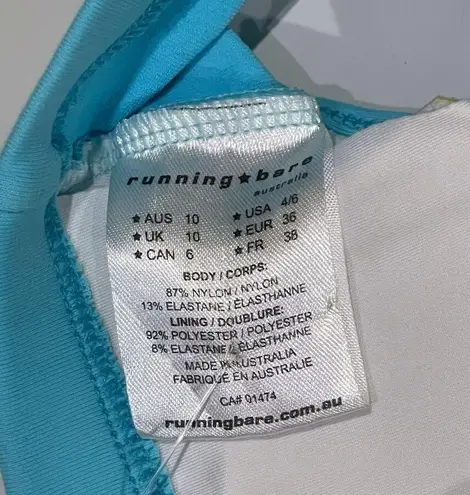 running★bare
australia
★ AUS 10 ★ USA 4/6
★ UK 10 ★ EUR 36
★ CAN 6 ★ FR 38
BODY / CORPS:
87% NYLON / NYLON
13% ELASTANE / ELASTHANNE
LINING / DOUBLURE:
92% POLYESTER / POLYESTER
8% ELASTANE / ELASTHANNE
MADE IN AUSTRALIA
FABRIQUÉ EN AUSTRALIE
CA# 91474
runningbare.com.au